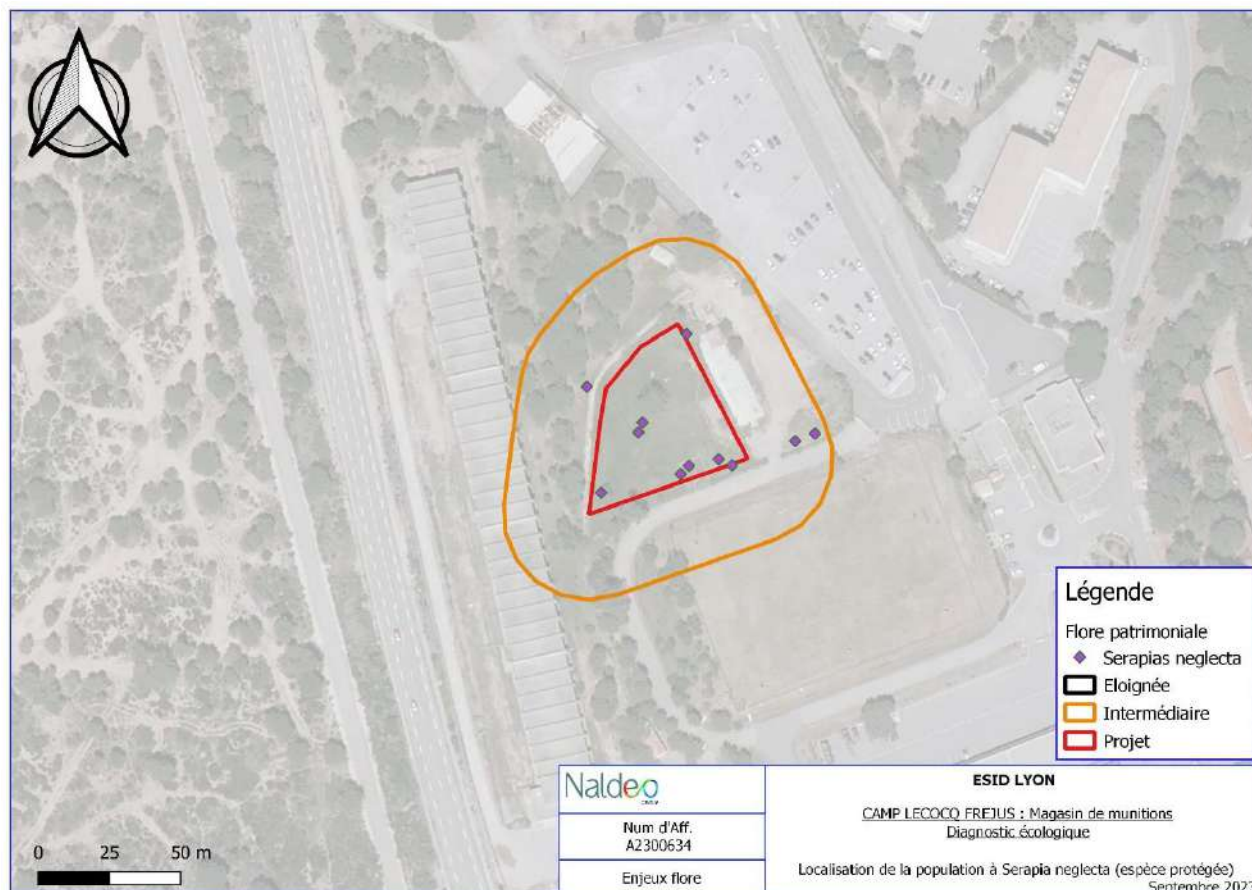 Légende
Flore patrimoniale
Serapias neglecta
Eloignée
Intermédiaire
Projet
0 25 50 m
Naldeo
Num d'Aff.
A2300634
Enjeux flore
ESID LYON
CAMP LECOCQ FREJUS : Magasin de munitions
Diagnostic écologique
Localisation de la population à Serapia neglecta (espèce protégée)
Septembre